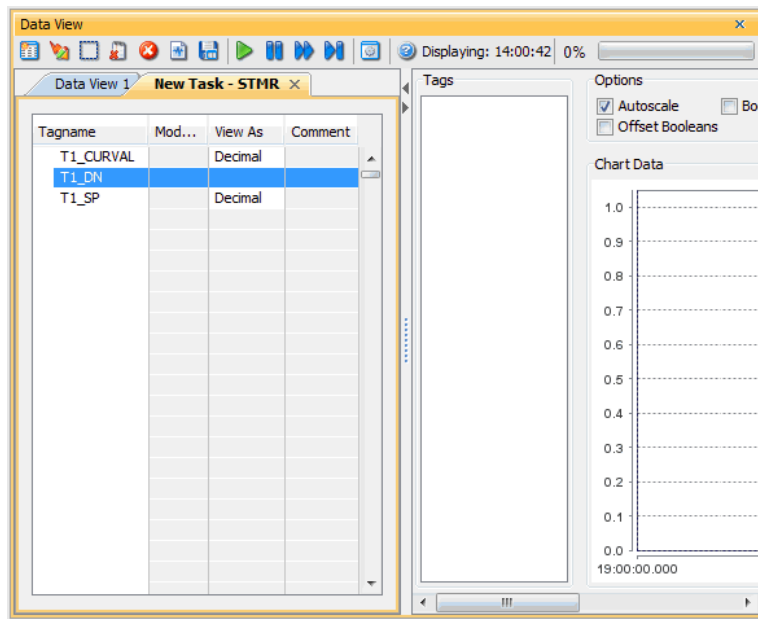 Data View
Displaying: 14:00:42 0%
Data View 1 New Task - STMR
Tagname Mod... View As Comment
T1_CURVAL Decimal
T1_DN
T1_SP Decimal
Tags
Options
Autoscale Bo
Offset Booleans
Chart Data
1.0
0.9
0.8
0.7
0.6
0.5
0.4
0.3
0.2
0.1
0.0
19:00:00.000